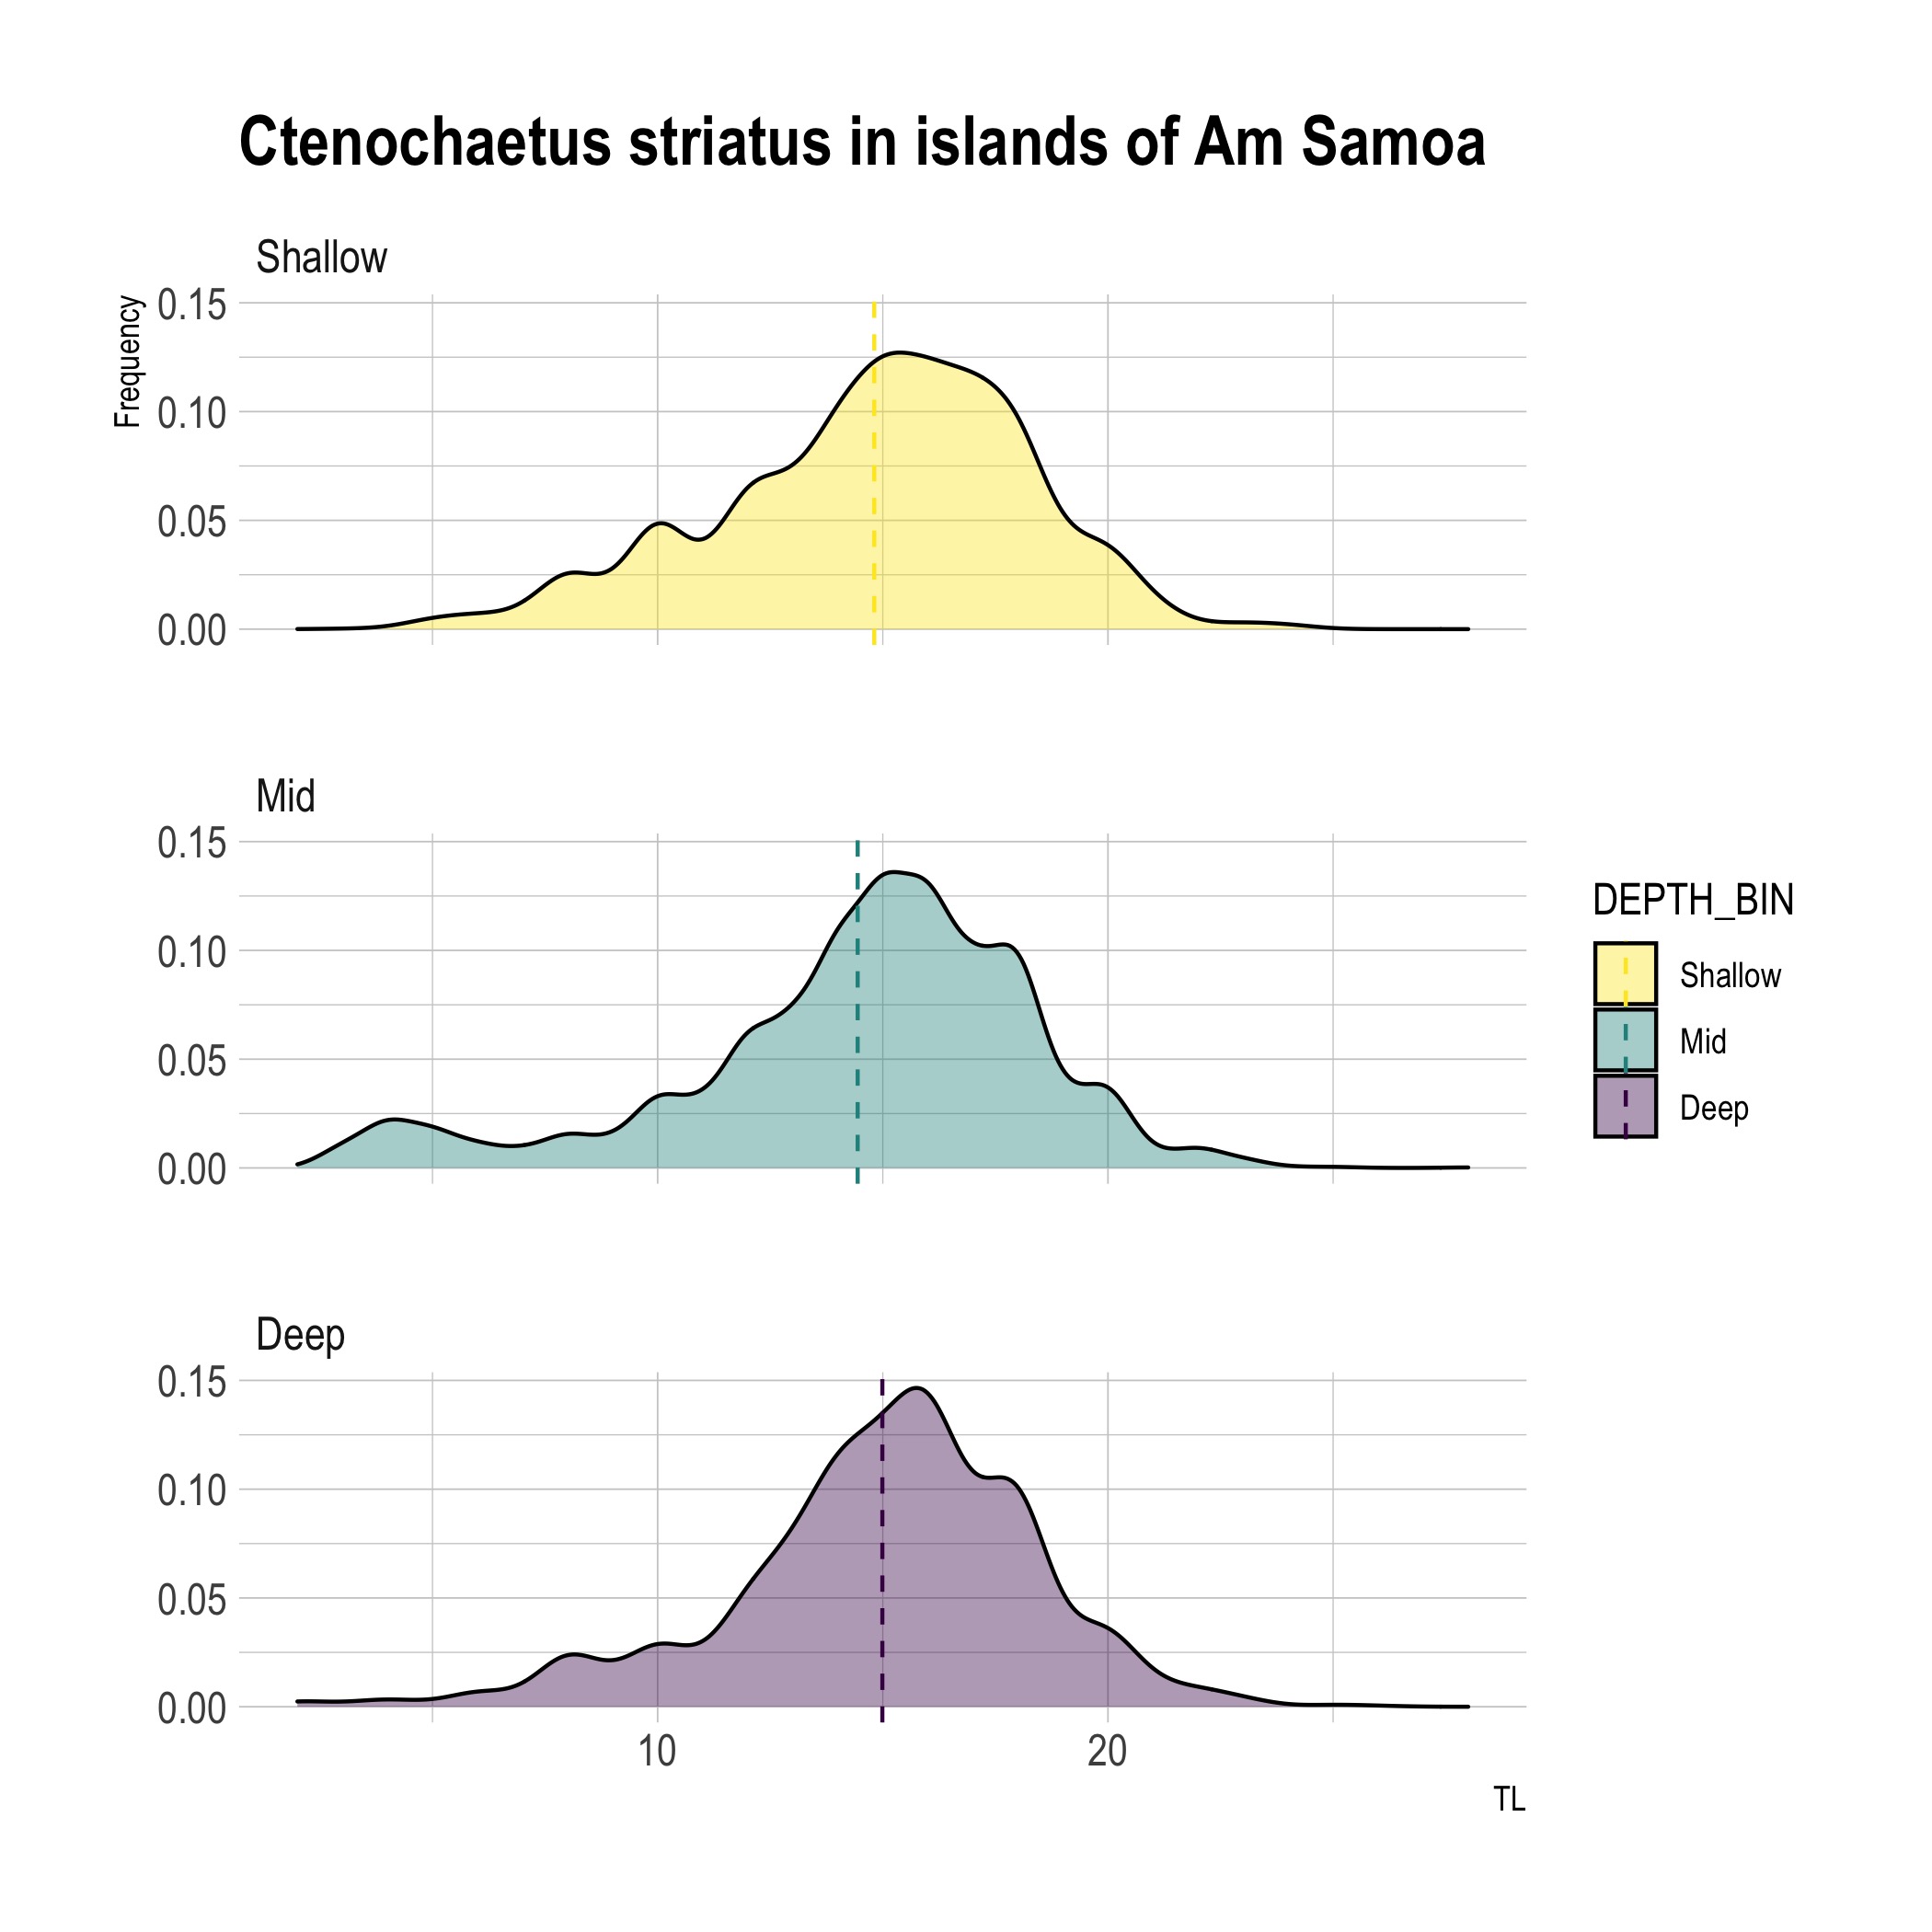 Ctenochaetus striatus in islands of Am Samoa
Shallow
Frequency
0.15
0.10
0.05
0.00
Mid
0.15
0.10
0.05
0.00
DEPTH_BIN
Shallow
Mid
Deep
Deep
0.15
0.10
0.05
0.00
10 20
TL